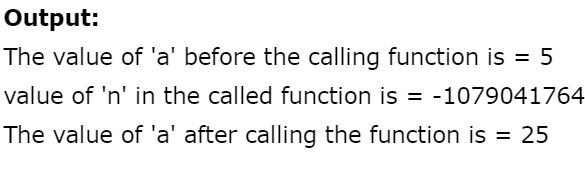 Output:
The value of 'a' before the calling function is = 5
value of 'n' in the called function is = -1079041764
The value of 'a' after calling the function is = 25